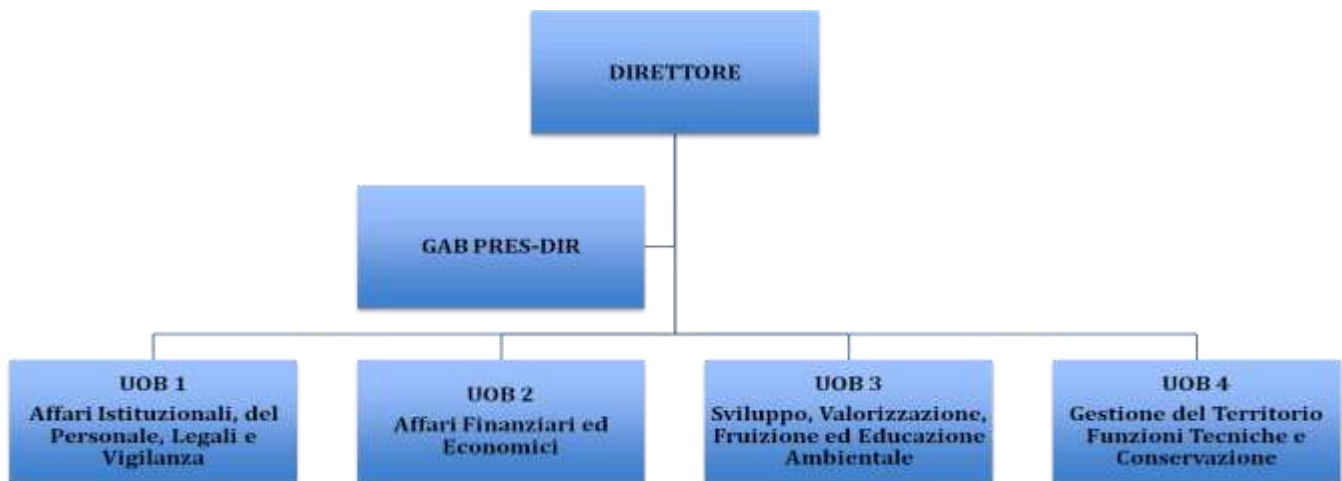 DIRETTORE
GAB PRES-DIR
UOB 1
Affari Istituzionali, del
Personale, Legali e
Vigilanza
UOB 2
Affari Finanziari ed
Economici
UOB 3
Sviluppo, Valorizzazione,
Fruizione ed Educazione
Ambientale
UOB 4
Gestione del Territorio
Funzioni Tecniche e
Conservazione